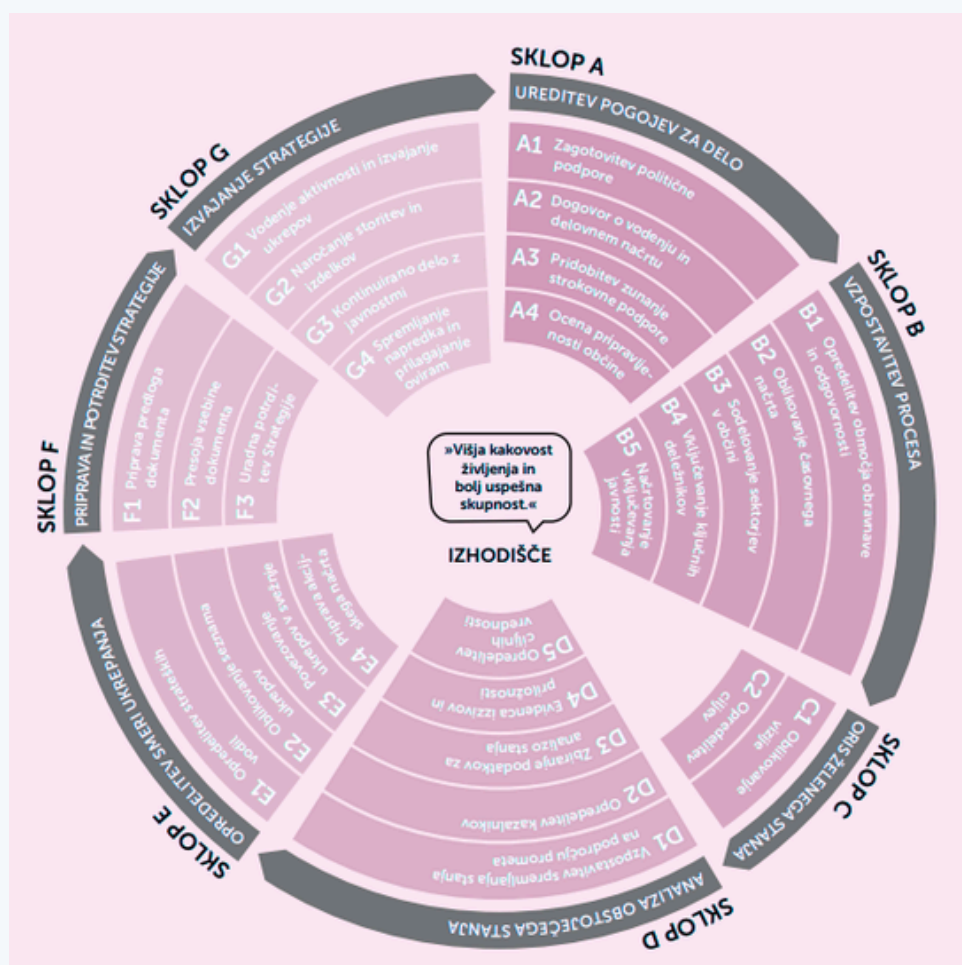 SKLOP A
UREDITEV POGOJEV ZA DELO
A1 Zagotovitev politične
podpore
A2 Dogovor o vodenju in
delovnem načrtu
A3 Pridobitev zunanje
strokovne podpore
A4 Ocena pripravlje-
nosti občine
SKLOP B
VZPOSTAVITEV PROCESA
B1 Opredelitev območja obravnave
in odgovornosti
B2 Oblikovanje časovnega
načrta
B3 Sodelovanje sektorjev
v občini
B4 Vključevanje ključnih
deležnikov
B5 Načrtovanje
vključevanja
javnosti
SKLOP C
ORIS ŽELENEGA STANJA
C1 Oblikovanje
vizije
C2 Opredelitev
ciljev
SKLOP D
ANALIZA OBSTOJEČEGA STANJA
D1 Vzpostavitev spremljanja stanja
na področju prometa
D2 Opredelitev kazalnikov
D3 Zbiranje podatkov za
analizo stanja
D4 Evidenca izzivov in
priložnosti
D5 Opredelitev
ciljnih
vrednosti
SKLOP E
OPREDELITEV SMERI UKREPANJA
E1 Opredelitev strateških
vodil
E2 Oblikovanje seznama
ukrepov
E3 Povezovanje
ukrepov v svežnje
E4 Priprava akcij-
skega načrta
SKLOP F
PRIPRAVA IN POTRDITEV STRATEGIJE
F1 Priprava predloga
dokumenta
F2 Presoja vsebine
dokumenta
F3 Uradna potrdi-
tev Strategije
SKLOP G
IZVAJANJE STRATEGIJE
G1 Vodenje aktivnosti in izvajanje
ukrepov
G2 Naročanje storitev in
izdelkov
G3 Kontinuirano delo z
javnostmi
G4 Spremljanje
napredka in
prilagajanje
oviram
»Višja kakovost
življenja in
bolj uspešna
skupnost.«
IZHODIŠČE